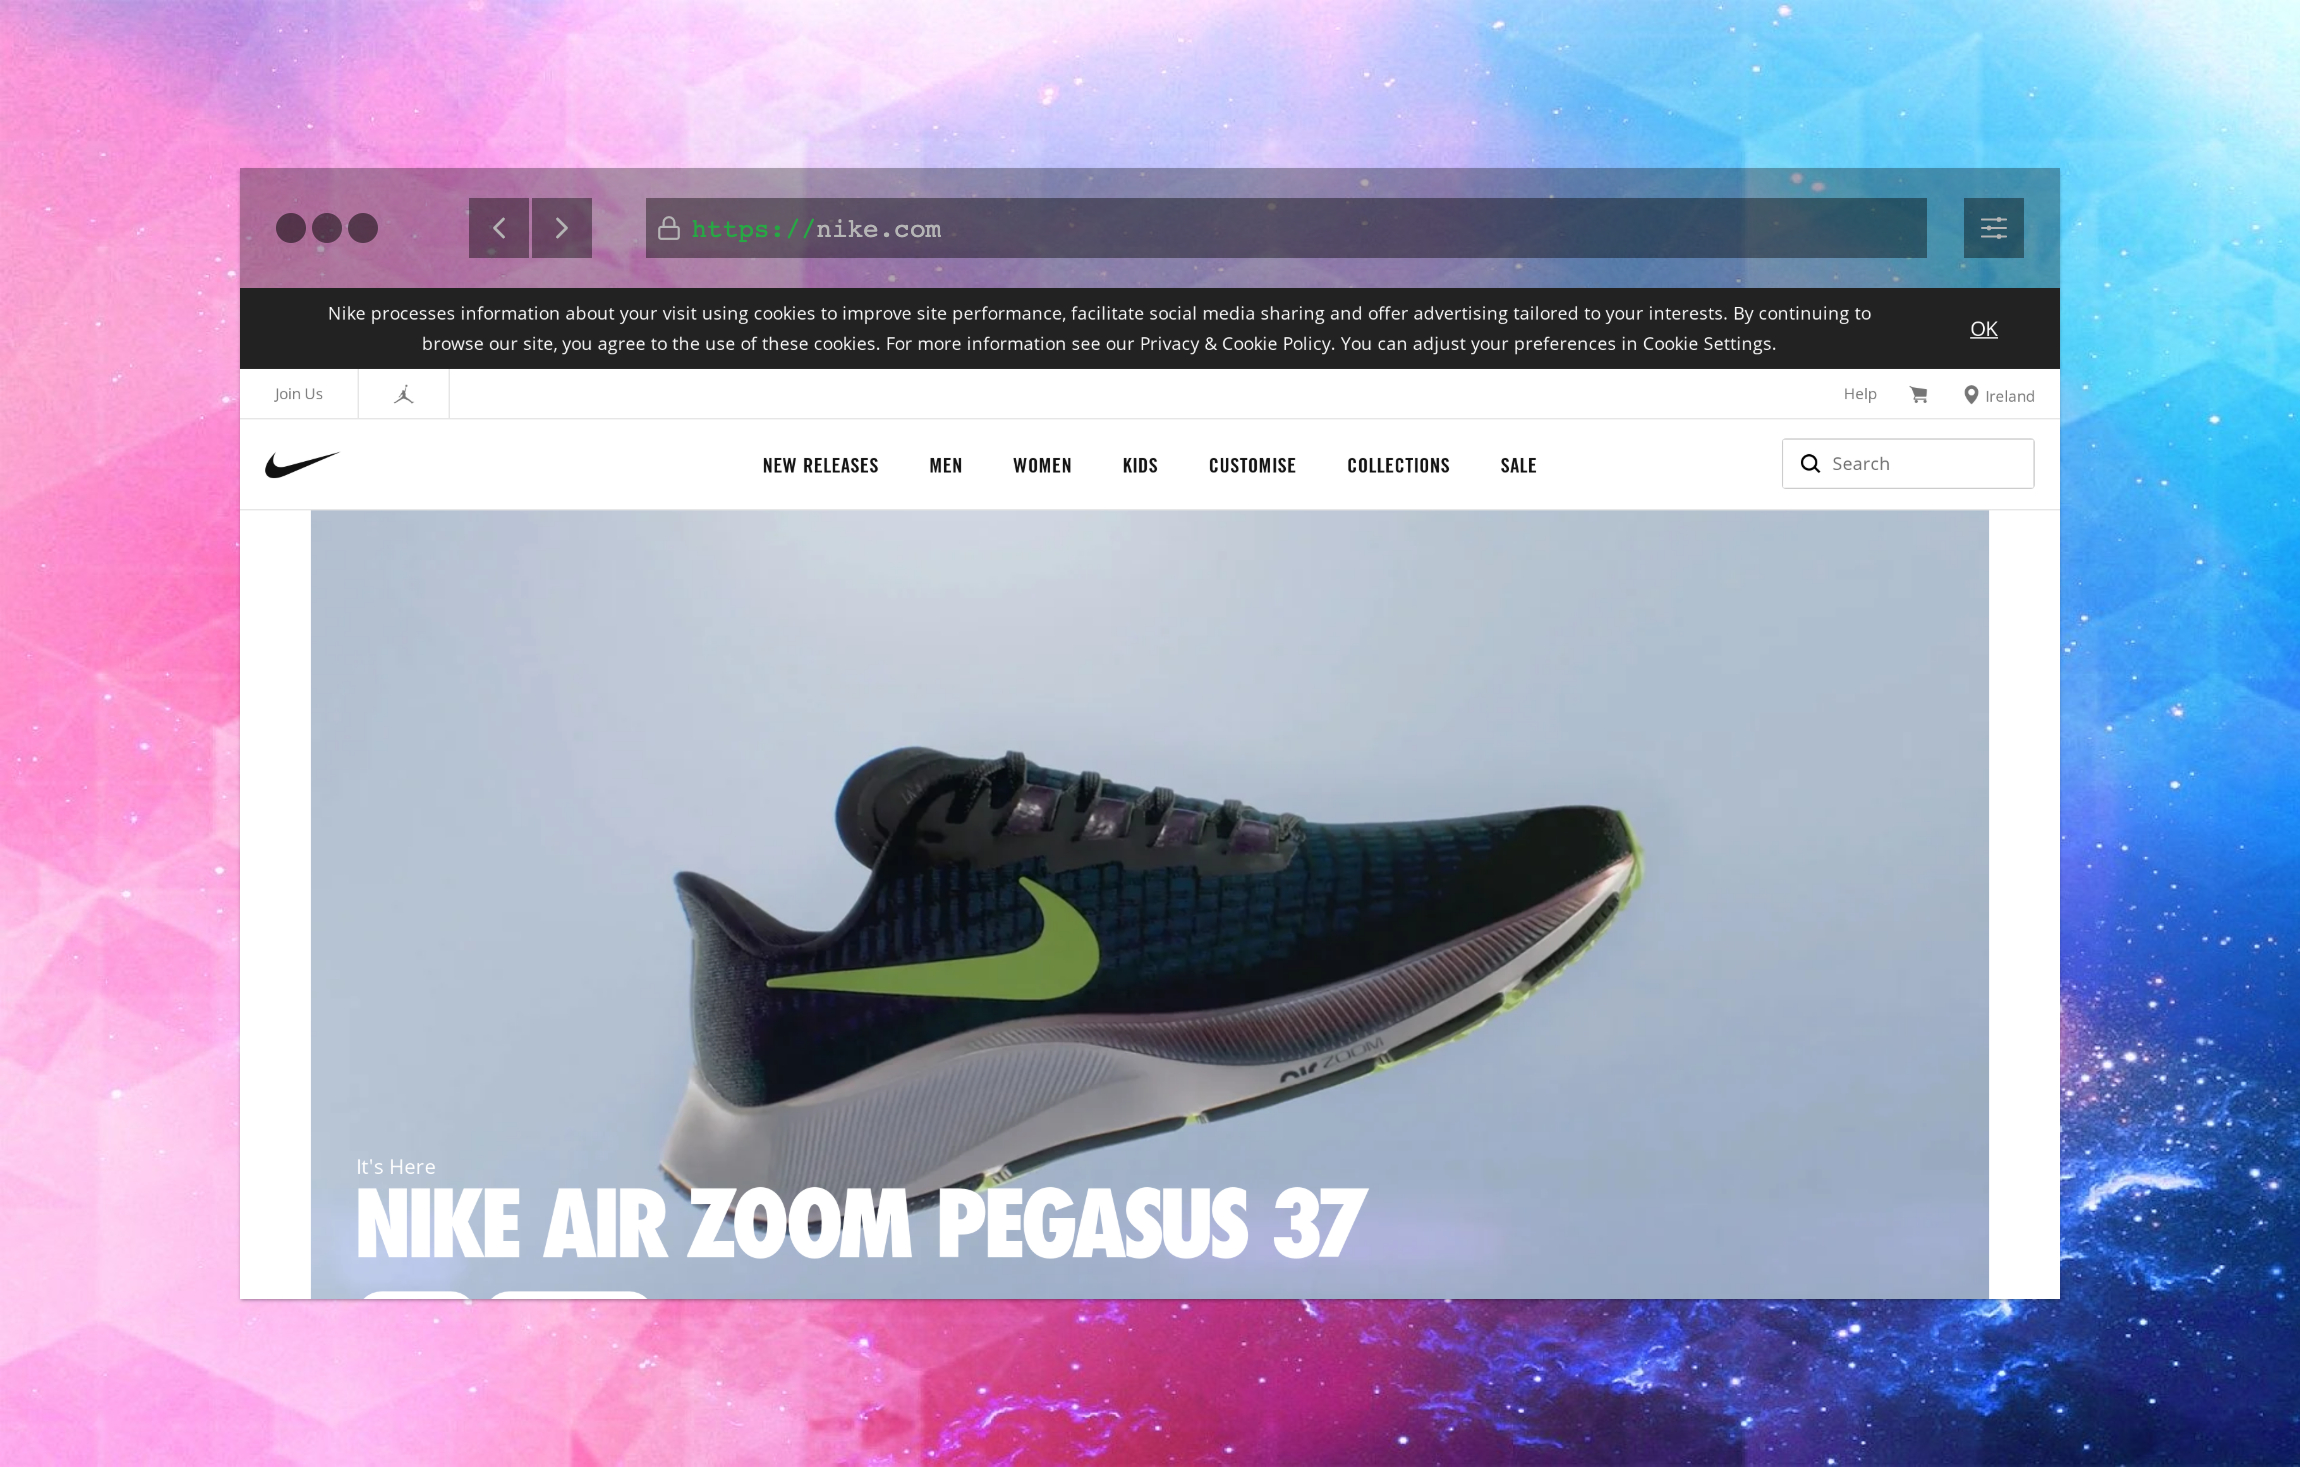 https://nike.com
Nike processes information about your visit using cookies to improve site performance, facilitate social media sharing and offer advertising tailored to your interests. By continuing to
browse our site, you agree to the use of these cookies. For more information see our Privacy & Cookie Policy. You can adjust your preferences in Cookie Settings.
OK
Join Us
Help
Ireland
NEW RELEASES MEN WOMEN KIDS CUSTOMISE COLLECTIONS SALE
Search
ZOOM
It's Here
NIKE AIR ZOOM PEGASUS 37